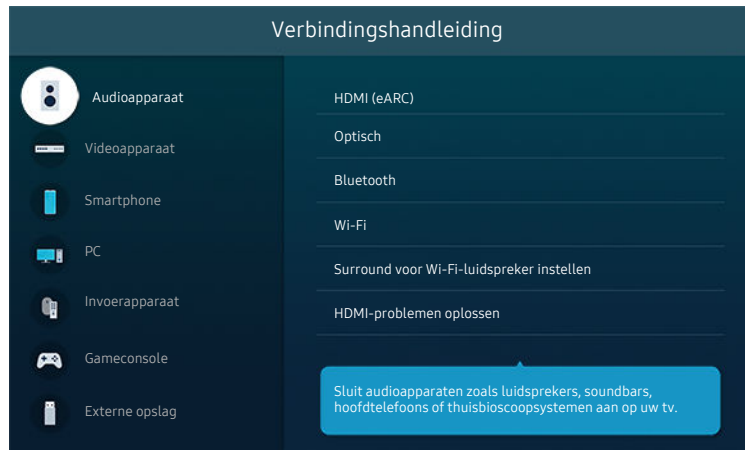 Verbindingshandleiding
Audioapparaat
Videoapparaat
Smartphone
PC
Invoerapparaat
Gameconsole
Externe opslag
HDMI (eARC)
Optisch
Bluetooth
Wi-Fi
Surround voor Wi-Fi-luidspreker instellen
HDMI-problemen oplossen
Sluit audioapparaten zoals luidsprekers, soundbars,
hoofdtelefoons of thuisbioscoopsystemen aan op uw tv.